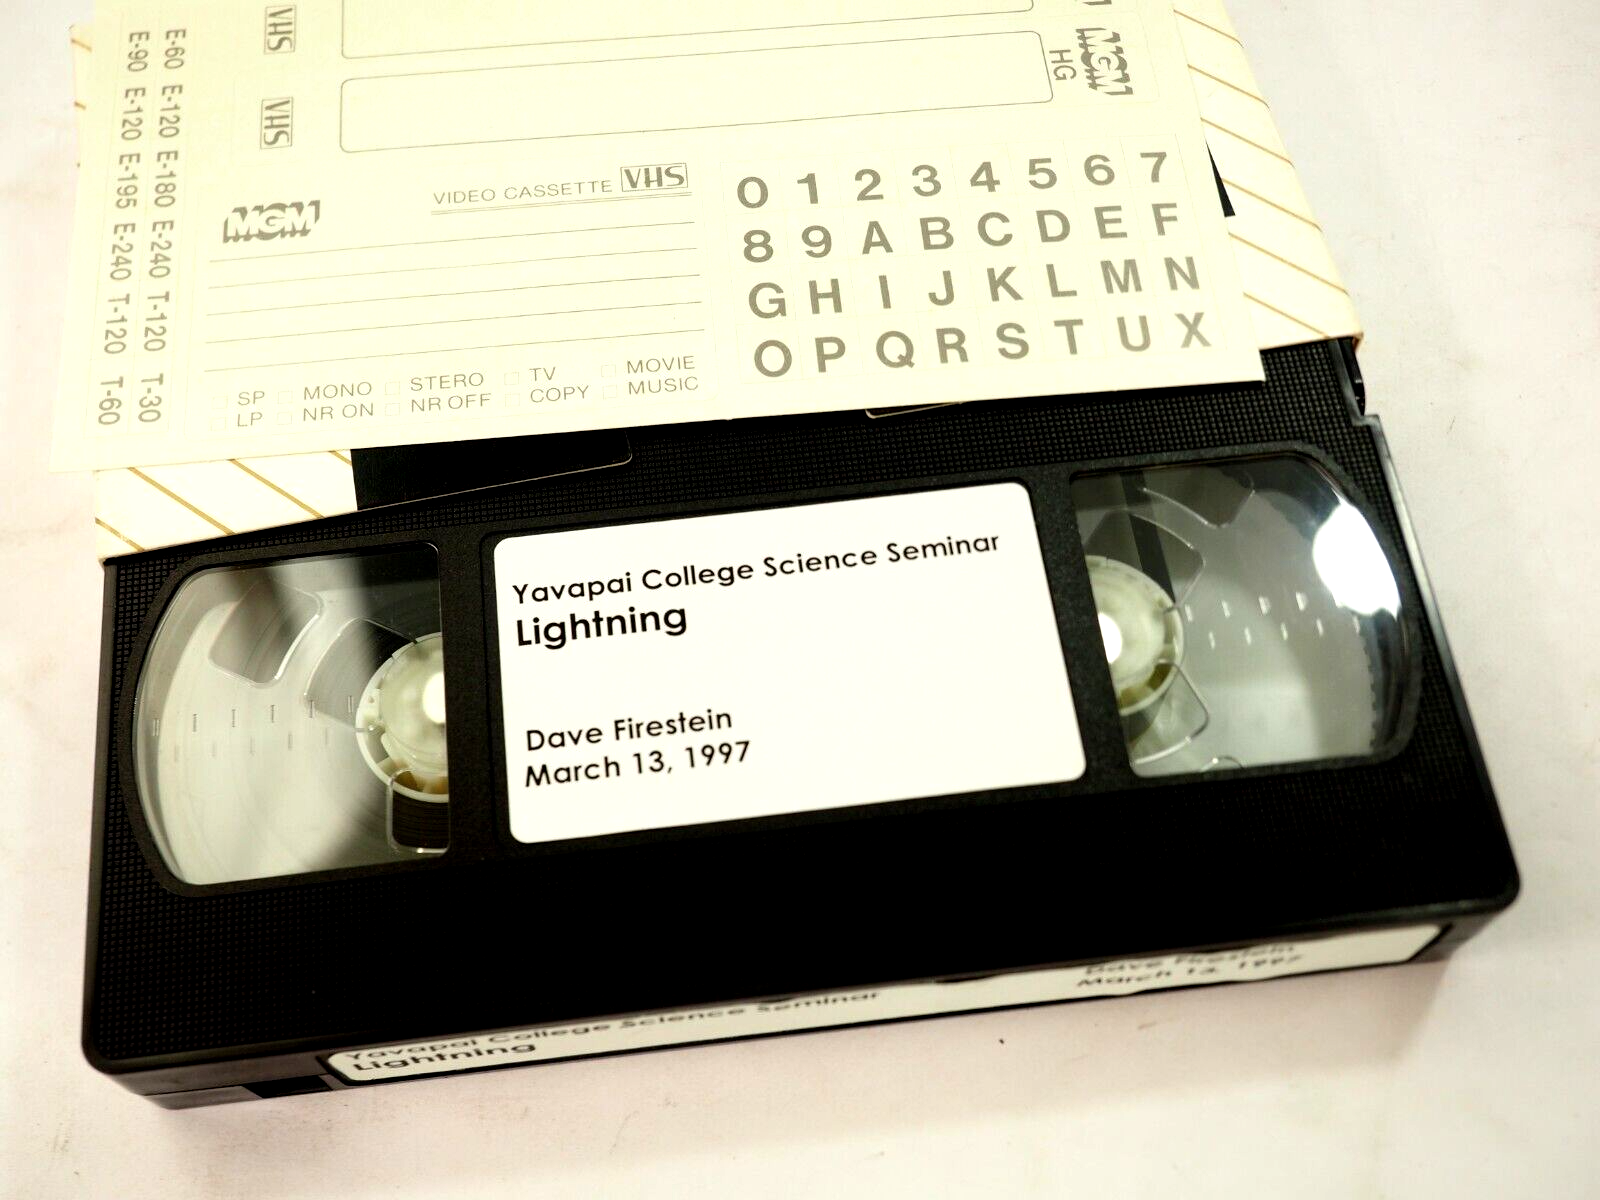 E-60 E-120 E-180 E-240 T-120 T-30
E-90 E-120 E-195 E-240 T-120 T-60
VHS
VHS
MGM
HG
VIDEO CASSETTE VHS
MGM
SP MONO STERO TV MOVIE
LP NR ON NR OFF COPY MUSIC
0 1 2 3 4 5 6 7
8 9 A B C D E F
G H I J K L M N
O P Q R S T U X
Yavapai College Science Seminar
Lightning
Dave Firestein
March 13, 1997
Yavapai College Science Seminar
Lightning
Dave Firestein
March 13, 1997